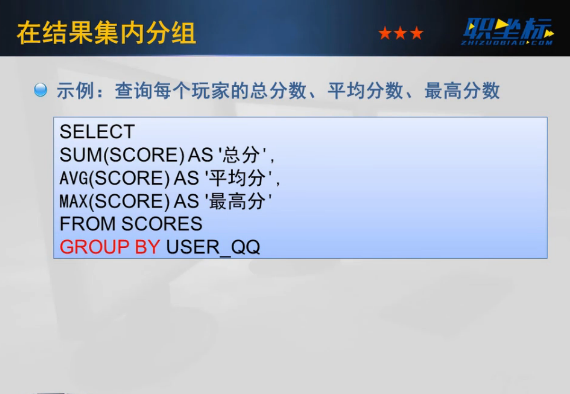 在结果集内分组
★★★
职坐标
ZHIZUOBIAO·COM
示例：查询每个玩家的总分数、平均分数、最高分数
SELECT
SUM(SCORE) AS '总分',
AVG(SCORE) AS '平均分',
MAX(SCORE) AS '最高分'
FROM SCORES
GROUP BY USER_QQ